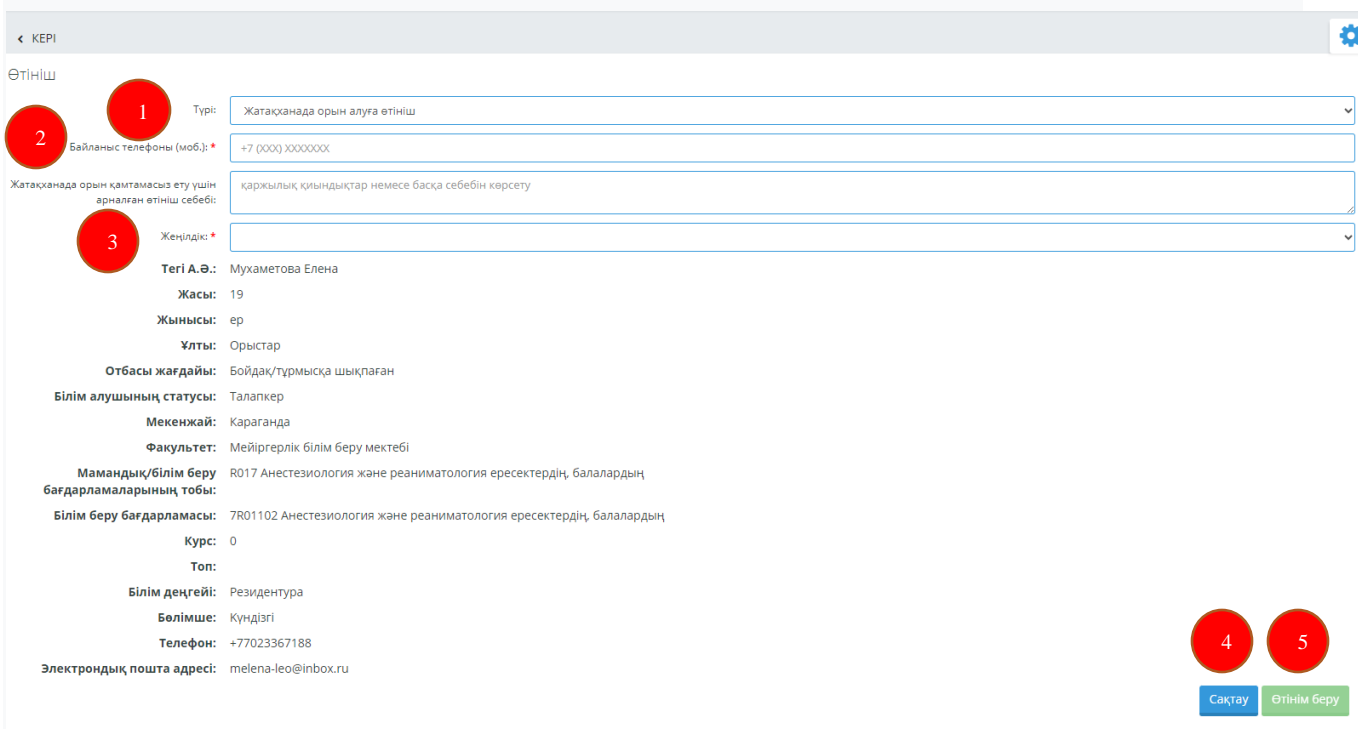 КЕРІ
Өтініш
1
Түрі:
Жатақханада орын алуға өтініш
2
Байланыс телефоны (моб.): *
+7 (XXX) XXXXXXX
Жатақханада орын қамтамасыз ету үшін
арналған өтініш себебі:
қаржылық қиындықтар немесе басқа себебін көрсету
3
Жеңілдік: *
Тегі А.Ә.: Мухаметова Елена
Жасы: 19
Жынысы: ер
Ұлты: Орыстар
Отбасы жағдайы: Бойдақ/тұрмысқа шықпаған
Білім алушының статусы: Талапкер
Мекенжай: Караганда
Факультет: Мейіргерлік білім беру мектебі
Мамандық/білім беру
бағдарламаларының тобы:
R017 Анестезиология және реаниматология ересектердің, балалардың
Білім беру бағдарламасы: 7R01102 Анестезиология және реаниматология ересектердің, балалардың
Курс: 0
Топ:
Білім деңгейі: Резидентура
Бөлімше: Күндізгі
Телефон: +77023367188
Электрондық пошта адресі: melena-leo@inbox.ru
4
5
Сақтау
Өтінім беру